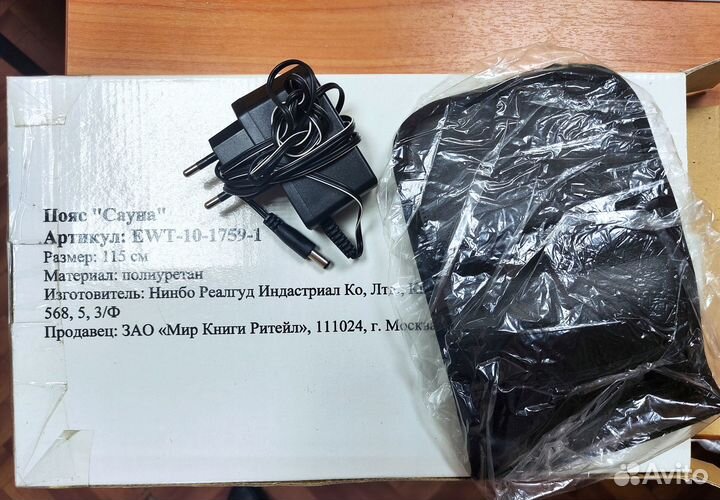 Пояс "Сауна"
Артикул: EWT-10-1759-1
Размер: 115 см
Материал: полиуретан
Изготовитель: Нинбо Реалгуд Индастриал Ко,
568, 5, 3/Ф
Продавец: ЗАО «Мир Книги Ритейл», 111024, г. Москва
Avito